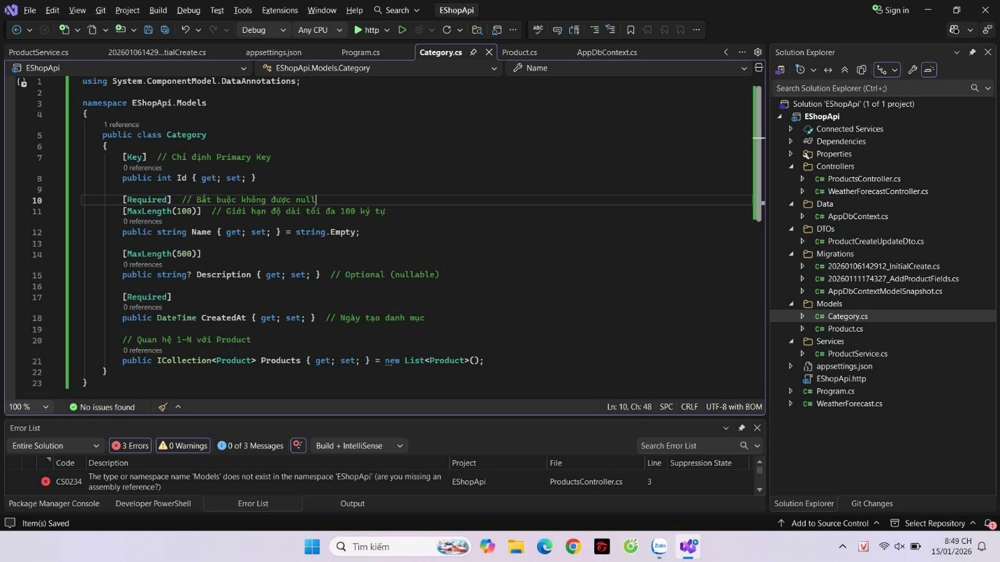 File Edit View Git Project Build Debug Test Tools Extensions Window Help Search EShopApi Sign in
Debug Any CPU http
ProductService.cs 202601061429...tialCreate.cs appsettings.json Program.cs Category.cs Product.cs AppDbContext.cs
EShopApi EShopApi.Models.Category Name
1 using System.ComponentModel.DataAnnotations;
2
3 namespace EShopApi.Models
4 {
1 reference
5 public class Category
6 {
7 [Key] // Chỉ định Primary Key
0 references
8 public int Id { get; set; }
9
10 [Required] // Bắt buộc không được null
11 [MaxLength(100)] // Giới hạn độ dài tối đa 100 ký tự
0 references
12 public string Name { get; set; } = string.Empty;
13
14 [MaxLength(500)]
0 references
15 public string? Description { get; set; } // Optional (nullable)
16
17 [Required]
0 references
18 public DateTime CreatedAt { get; set; } // Ngày tạo danh mục
19
20 // Quan hệ 1-N với Product
0 references
21 public ICollection<Product> Products { get; set; } = new List<Product>();
22 }
23 }
100 % No issues found Ln: 10, Ch: 48 SPC CRLF UTF-8 with BOM
Error List
Entire Solution 3 Errors 0 Warnings 0 of 3 Messages Build + IntelliSense Search Error List
Code Description Project File Line Suppression State
CS0234 The type or namespace name 'Models' does not exist in the namespace 'EShopApi' (are you missing an assembly reference?) EShopApi ProductsController.cs 3
Package Manager Console Developer PowerShell Error List Output
Solution Explorer
Search Solution Explorer (Ctrl+;)
Solution 'EShopApi' (1 of 1 project)
EShopApi
Connected Services
Dependencies
Properties
Controllers
C# ProductsController.cs
C# WeatherForecastController.cs
Data
C# AppDbContext.cs
DTOs
C# ProductCreateUpdateDto.cs
Migrations
C# 20260106142912_InitialCreate.cs
C# 20260111174327_AddProductFields.cs
C# AppDbContextModelSnapshot.cs
Models
C# Category.cs
C# Product.cs
Services
C# ProductService.cs
appsettings.json
EShopApi.http
C# Program.cs
C# WeatherForecast.cs
Solution Explorer Git Changes
Item(s) Saved Add to Source Control Select Repository 1
Tìm kiếm Zalo V 8:49 CH
15/01/2026